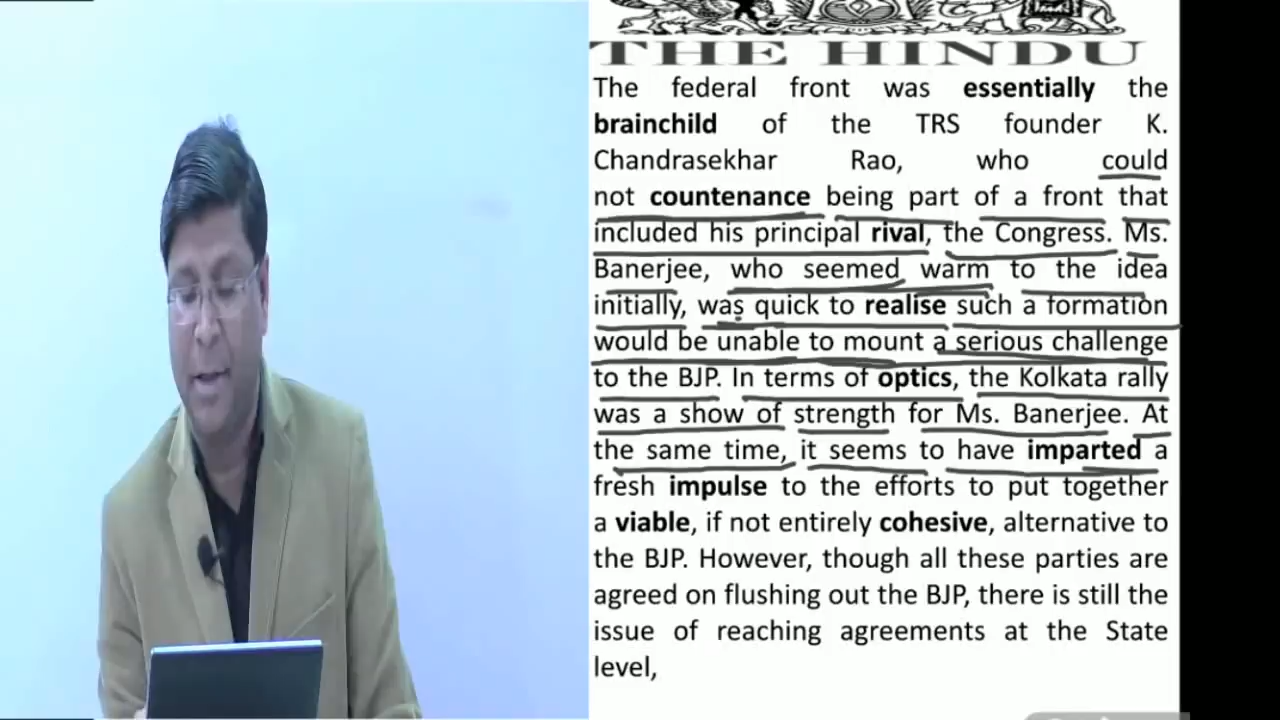 THE HINDU
The federal front was essentially the
brainchild of the TRS founder K.
Chandrasekhar Rao, who could
not countenance being part of a front that
included his principal rival, the Congress. Ms.
Banerjee, who seemed warm to the idea
initially, was quick to realise such a formation
would be unable to mount a serious challenge
to the BJP. In terms of optics, the Kolkata rally
was a show of strength for Ms. Banerjee. At
the same time, it seems to have imparted a
fresh impulse to the efforts to put together
a viable, if not entirely cohesive, alternative to
the BJP. However, though all these parties are
agreed on flushing out the BJP, there is still the
issue of reaching agreements at the State
level,